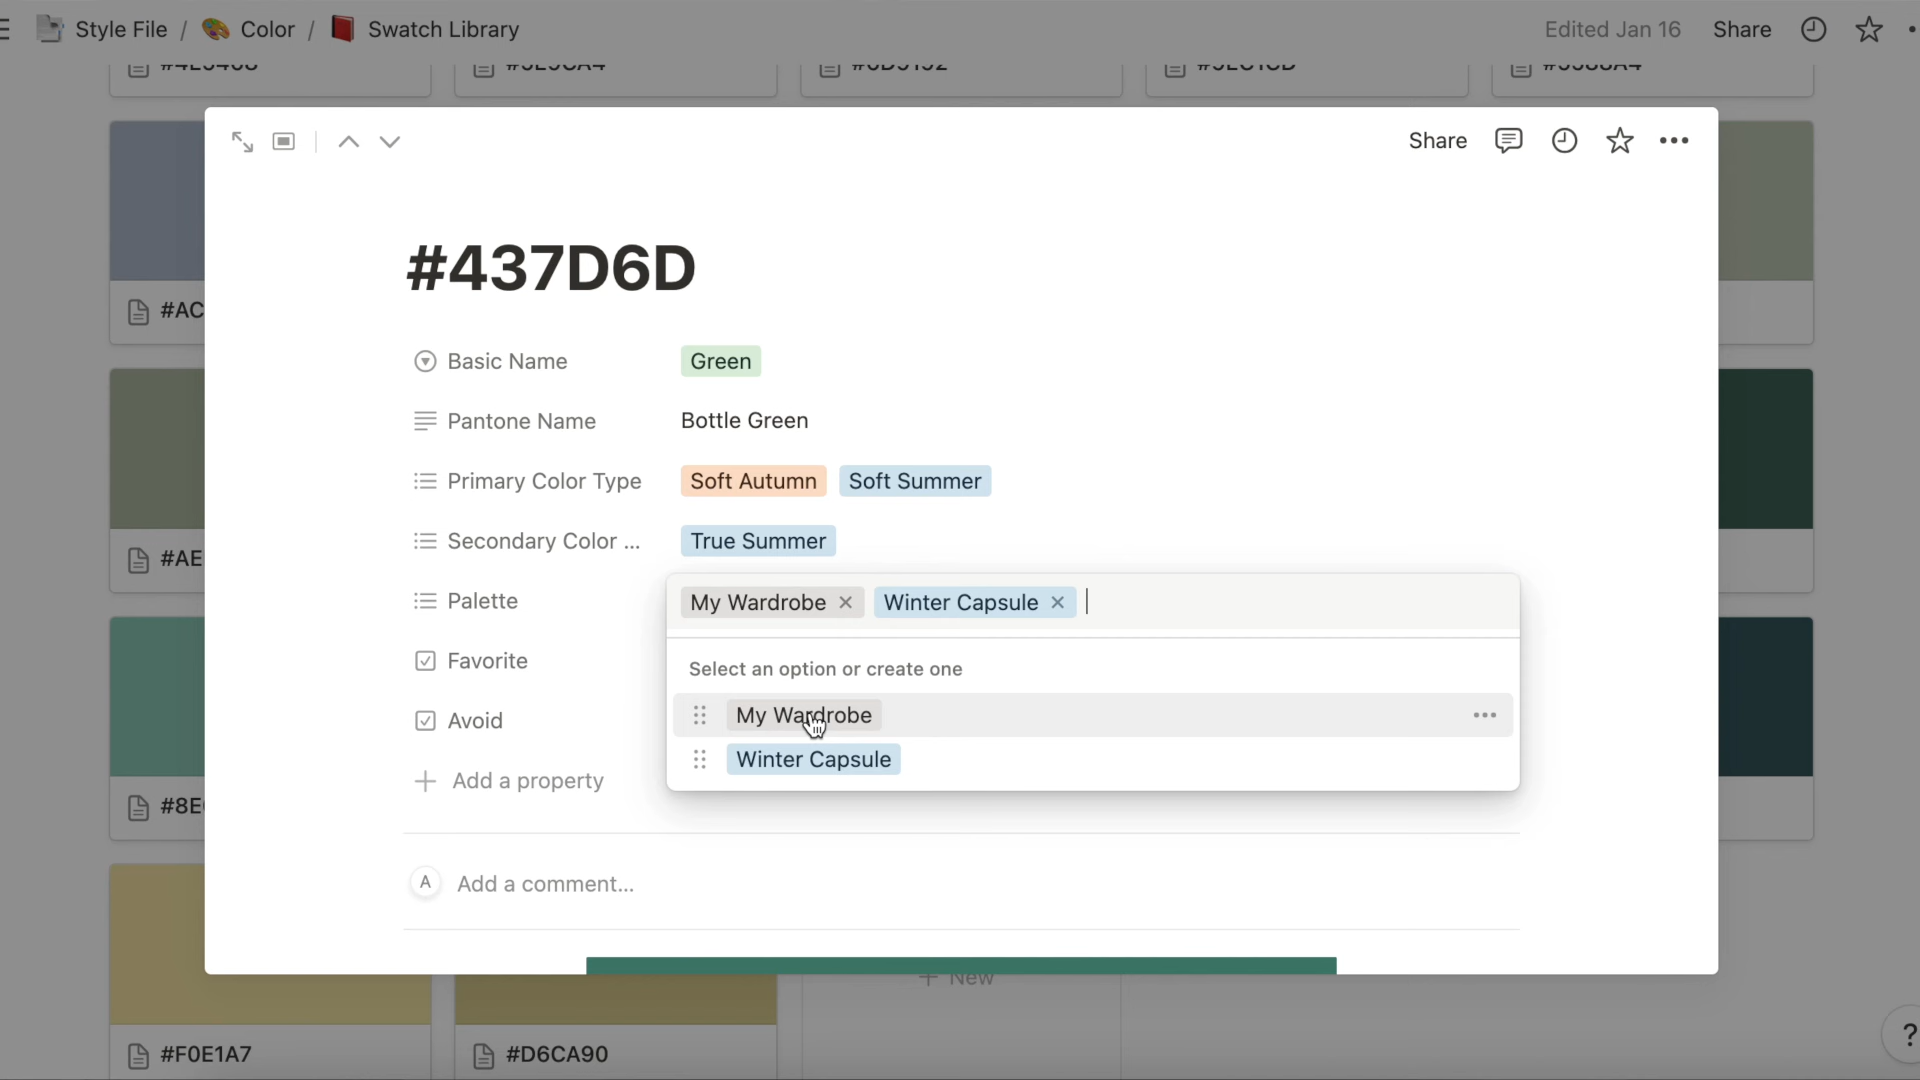 Style File / Color / Swatch Library
Edited Jan 16 Share
Share
#437D6D
Basic Name Green
Pantone Name Bottle Green
Primary Color Type Soft Autumn Soft Summer
Secondary Color ... True Summer
Palette My Wardrobe Winter Capsule
Favorite
Select an option or create one
My Wardrobe
Avoid
Winter Capsule
Add a property
A Add a comment...
#AC
#AE
#8E
+ New
#F0E1A7
#D6CA90
?